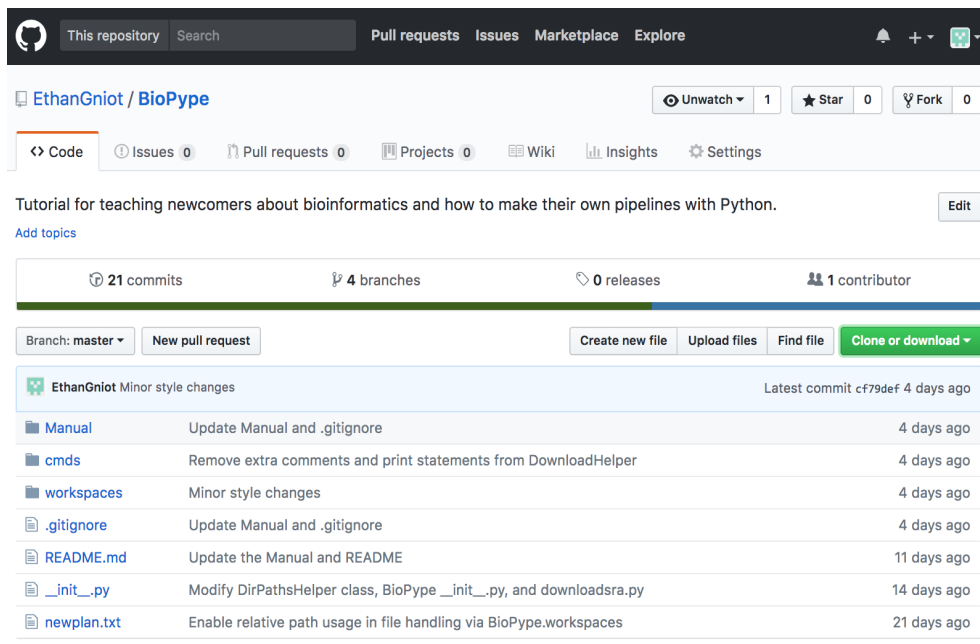 This repository Search Pull requests Issues Marketplace Explore
EthanGniot / BioPype Unwatch 1 Star 0 Fork 0
Code Issues 0 Pull requests 0 Projects 0 Wiki Insights Settings
Tutorial for teaching newcomers about bioinformatics and how to make their own pipelines with Python. Edit
Add topics
21 commits 4 branches 0 releases 1 contributor
Branch: master New pull request Create new file Upload files Find file Clone or download
EthanGniot Minor style changes Latest commit cf79def 4 days ago
Manual Update Manual and .gitignore 4 days ago
cmds Remove extra comments and print statements from DownloadHelper 4 days ago
workspaces Minor style changes 4 days ago
.gitignore Update Manual and .gitignore 4 days ago
README.md Update the Manual and README 11 days ago
__init__.py Modify DirPathsHelper class, BioPype __init__.py, and downloadsra.py 14 days ago
newplan.txt Enable relative path usage in file handling via BioPype.workspaces 21 days ago